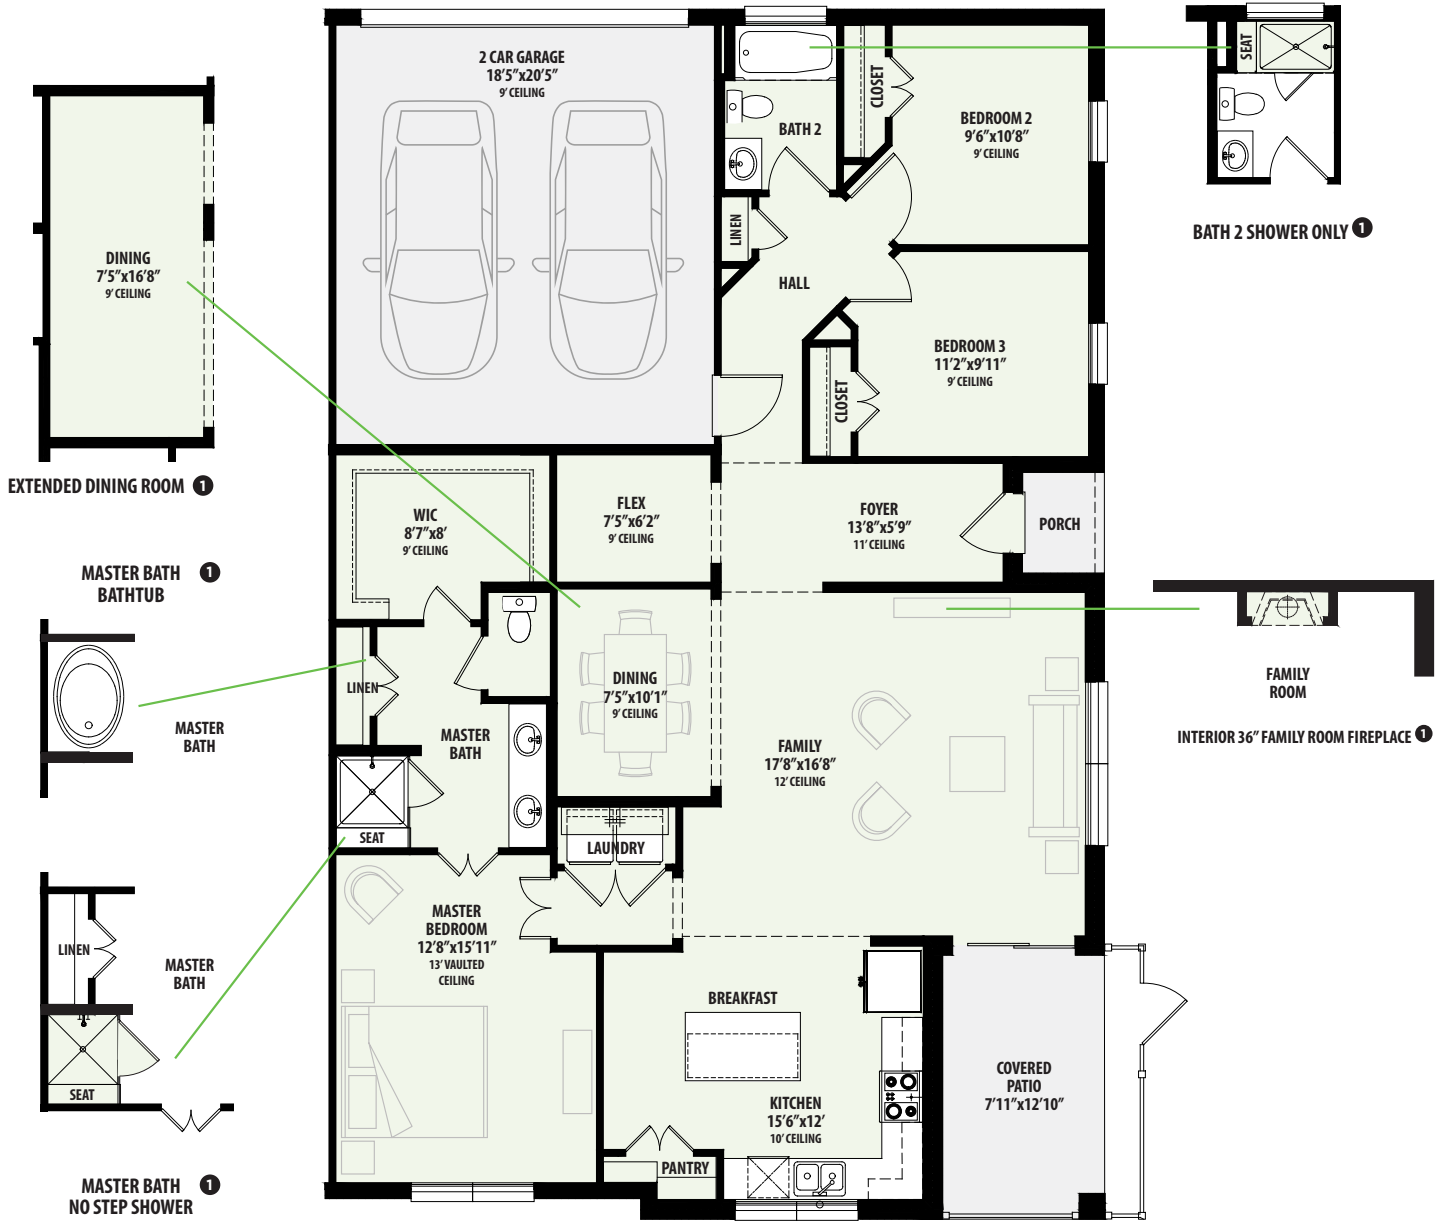 2 CAR GARAGE
18'5"x20'5"
9' CEILING
CLOSET
BATH 2
BEDROOM 2
9'6"x10'8"
9' CEILING
SEAT
BATH 2 SHOWER ONLY 1
LINEN
HALL
DINING
7'5"x16'8"
9' CEILING
EXTENDED DINING ROOM 1
BEDROOM 3
11'2"x9'11"
9' CEILING
CLOSET
WIC
8'7"x8'
9' CEILING
FLEX
7'5"x6'2"
9' CEILING
FOYER
13'8"x5'9"
11' CEILING
PORCH
MASTER BATH 1
BATHTUB
MASTER
BATH
LINEN
MASTER
BATH
DINING
7'5"x10'1"
9' CEILING
FAMILY
17'8"x16'8"
12' CEILING
FAMILY
ROOM
INTERIOR 36" FAMILY ROOM FIREPLACE 1
SEAT
LAUNDRY
MASTER
BEDROOM
12'8"x15'11"
13' VAULTED
CEILING
LINEN
MASTER
BATH
SEAT
MASTER BATH 1
NO STEP SHOWER
BREAKFAST
KITCHEN
15'6"x12'
10' CEILING
PANTRY
COVERED
PATIO
7'11"x12'10"